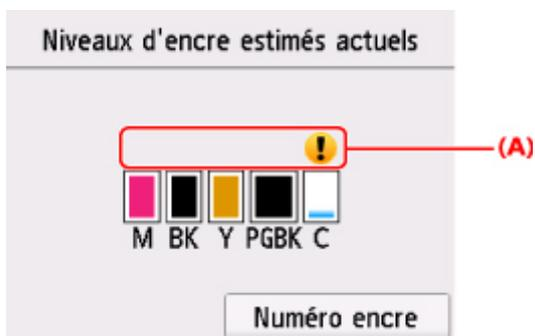 Niveaux d'encre estimés actuels
(A)
M BK Y PGBK C
Numéro encre